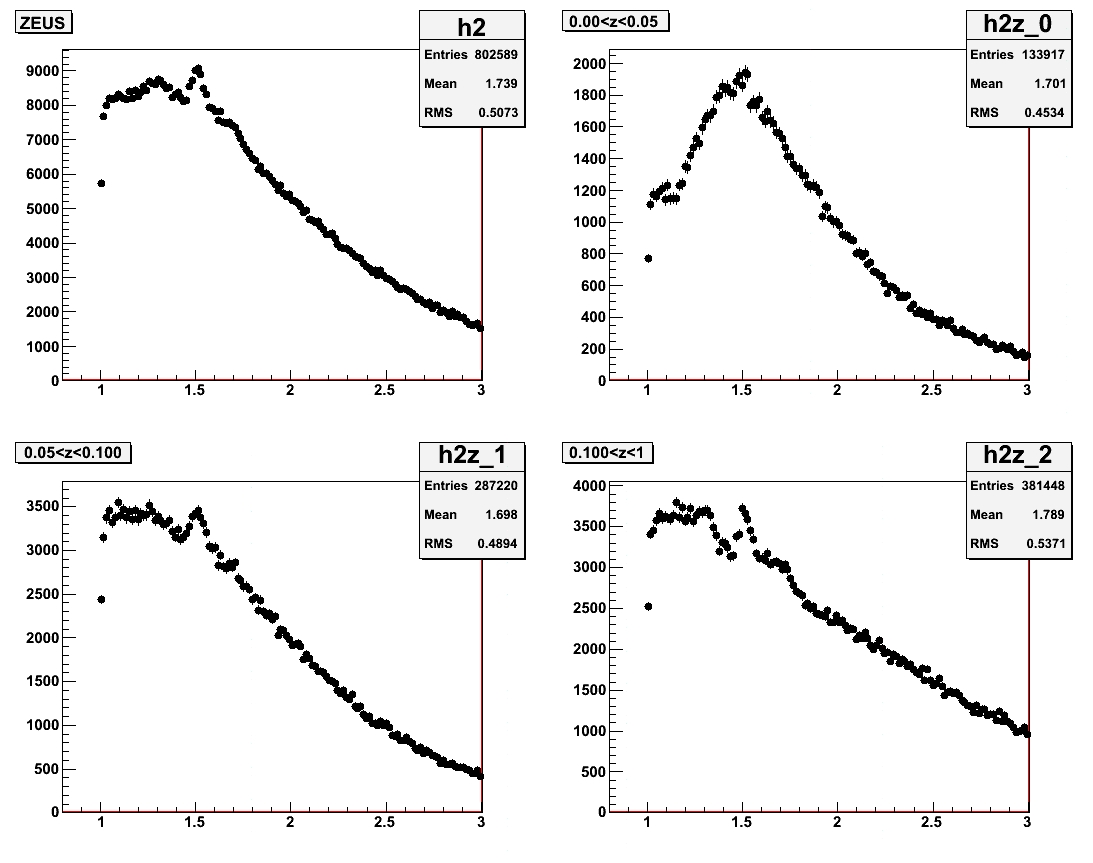 ZEUS
h2
Entries 802589
Mean 1.739
RMS 0.5073
9000
8000
7000
6000
5000
4000
3000
2000
1000
0
1 1.5 2 2.5 3
0.00<z<0.05
h2z_0
Entries 133917
Mean 1.701
RMS 0.4534
2000
1800
1600
1400
1200
1000
800
600
400
200
0
1 1.5 2 2.5 3
0.05<z<0.100
h2z_1
Entries 287220
Mean 1.698
RMS 0.4894
3500
3000
2500
2000
1500
1000
500
0
1 1.5 2 2.5 3
0.100<z<1
h2z_2
Entries 381448
Mean 1.789
RMS 0.5371
4000
3500
3000
2500
2000
1500
1000
500
0
1 1.5 2 2.5 3